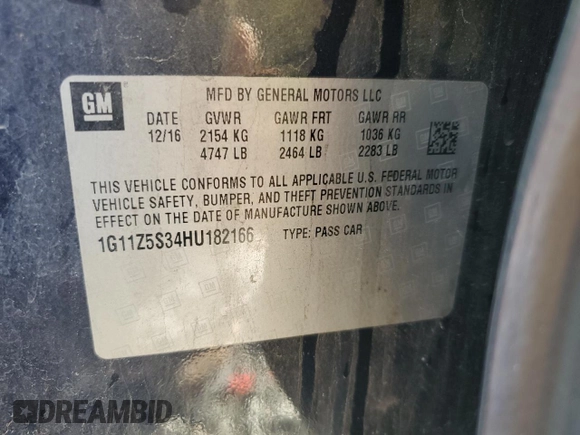 GM
MFD BY GENERAL MOTORS LLC
DATE GVWR GAWR FRT GAWR RR
12/16 2154 KG 1118 KG 1036 KG
4747 LB 2464 LB 2283 LB
THIS VEHICLE CONFORMS TO ALL APPLICABLE U.S. FEDERAL MOTOR
VEHICLE SAFETY, BUMPER, AND THEFT PREVENTION STANDARDS IN
EFFECT ON THE DATE OF MANUFACTURE SHOWN ABOVE.
1G11Z5S34HU182166 TYPE: PASS CAR
DREAMBID